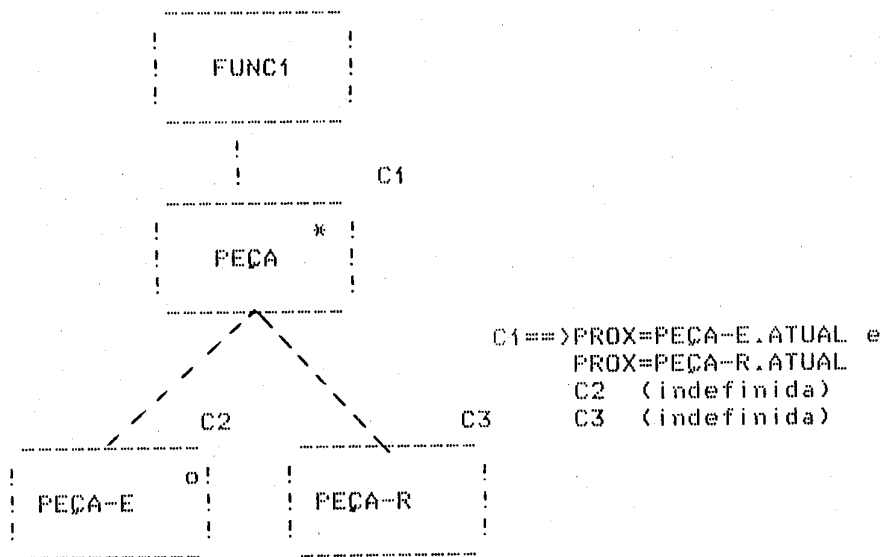 FUNC1
C1
*
PEÇA
C1==>PROX=PEÇA-E.ATUAL e
PROX=PEÇA-R.ATUAL
C2 (indefinida)
C3 (indefinida)
C2
C3
o
PEÇA-E
PEÇA-R